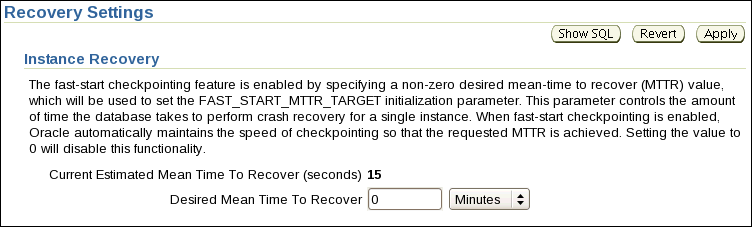 Recovery Settings
Show SQL Revert Apply
Instance Recovery
The fast-start checkpointing feature is enabled by specifying a non-zero desired mean-time to recover (MTTR) value,
which will be used to set the FAST_START_MTTR_TARGET initialization parameter. This parameter controls the amount
of time the database takes to perform crash recovery for a single instance. When fast-start checkpointing is enabled,
Oracle automatically maintains the speed of checkpointing so that the requested MTTR is achieved. Setting the value to
0 will disable this functionality.
Current Estimated Mean Time To Recover (seconds) 15
Desired Mean Time To Recover 0 Minutes